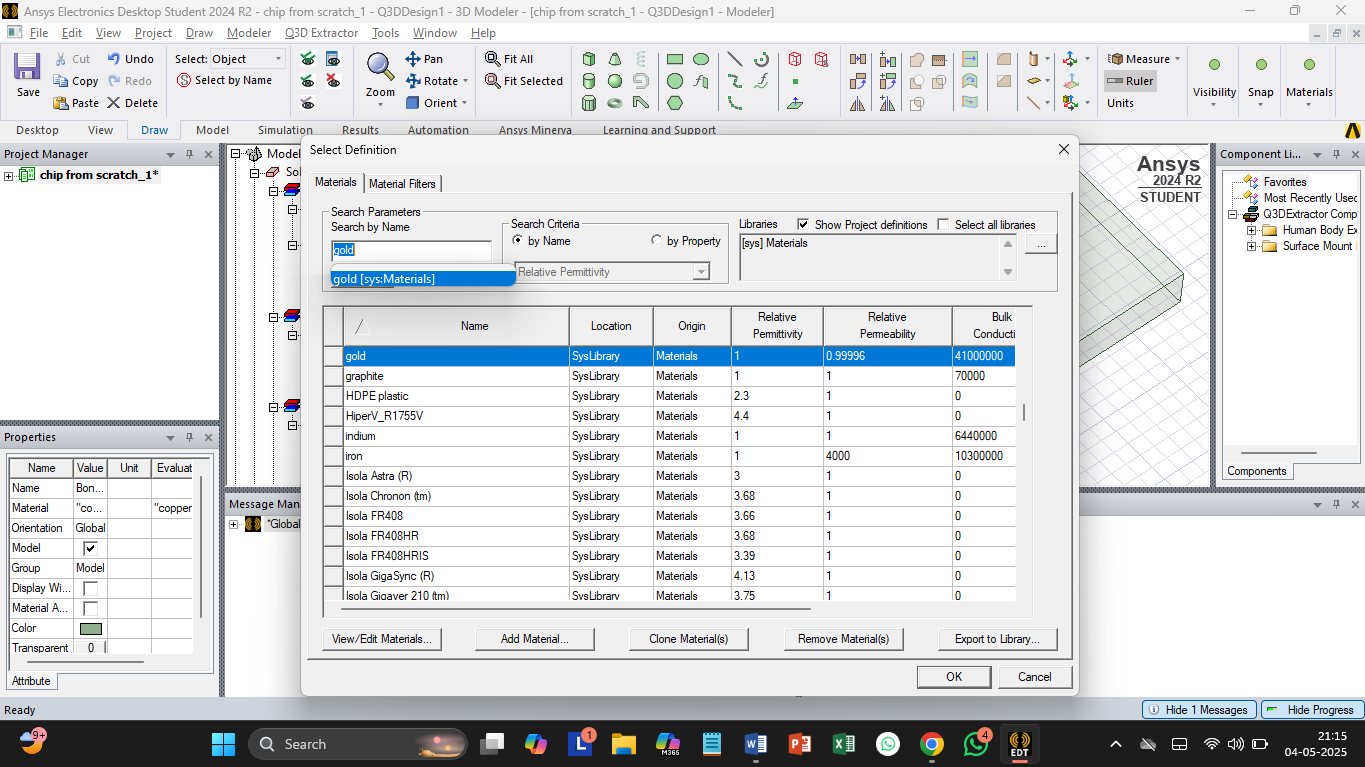 Ansys Electronics Desktop Student 2024 R2 - chip from scratch_1 - Q3DDesign1 - 3D Modeler - [chip from scratch_1 - Q3DDesign1 - Modeler]
File Edit View Project Draw Modeler Q3D Extractor Tools Window Help
Save
Cut Undo
Copy Redo
Paste Delete
Select: Object
Select by Name
Zoom
Pan
Rotate
Orient
Fit All
Fit Selected
Measure
Ruler
Units
Visibility
Snap
Materials
Desktop View Draw Model Simulation Results Automation Ansys Minerva Learning and Support
Project Manager
chip from scratch_1*
Model
Sol
Ansys
2024 R2
STUDENT
Component Li...
Favorites
Most Recently Used
Q3DExtractor Comp
Human Body Ex
Surface Mount
Components
Properties
Name Value Unit Evaluat
Name Bon...
Material "co... "copper
Orientation Global
Model
Group Model
Display Wi...
Material A...
Color
Transparent 0
Attribute
Message Man
"Global
Select Definition
Materials Material Filters
Search Parameters
Search by Name
gold
gold [sys:Materials]
Search Criteria
by Name by Property
Relative Permittivity
Libraries Show Project definitions Select all libraries
[sys] Materials
...
Name Location Origin Relative Permittivity Relative Permeability Bulk Conducti
gold SysLibrary Materials 1 0.99996 41000000
graphite SysLibrary Materials 1 1 70000
HDPE plastic SysLibrary Materials 2.3 1 0
HiperV_R1755V SysLibrary Materials 4.4 1 0
indium SysLibrary Materials 1 1 6440000
iron SysLibrary Materials 1 4000 10300000
Isola Astra (R) SysLibrary Materials 3 1 0
Isola Chronon (tm) SysLibrary Materials 3.68 1 0
Isola FR408 SysLibrary Materials 3.66 1 0
Isola FR408HR SysLibrary Materials 3.68 1 0
Isola FR408HRIS SysLibrary Materials 3.39 1 0
Isola GigaSync (R) SysLibrary Materials 4.13 1 0
Isola Gigaver 210 (tm) SysLibrary Materials 3.75 1 0
View/Edit Materials... Add Material... Clone Material(s) Remove Material(s) Export to Library...
OK Cancel
Ready
Hide 1 Messages Hide Progress
9+
Search
1
M365
4
EDT
21:15
04-05-2025